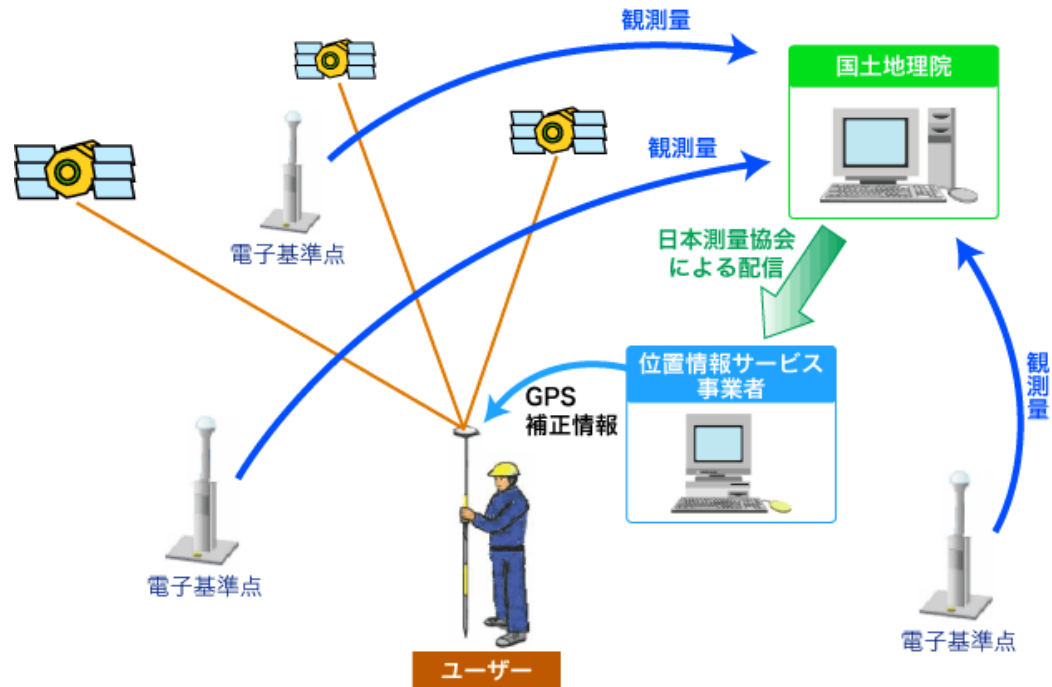 観測量
国土地理院
観測量
電子基準点
日本測量協会
による配信
位置情報サービス
事業者
観測量
GPS
補正情報
電子基準点
電子基準点
ユーザー